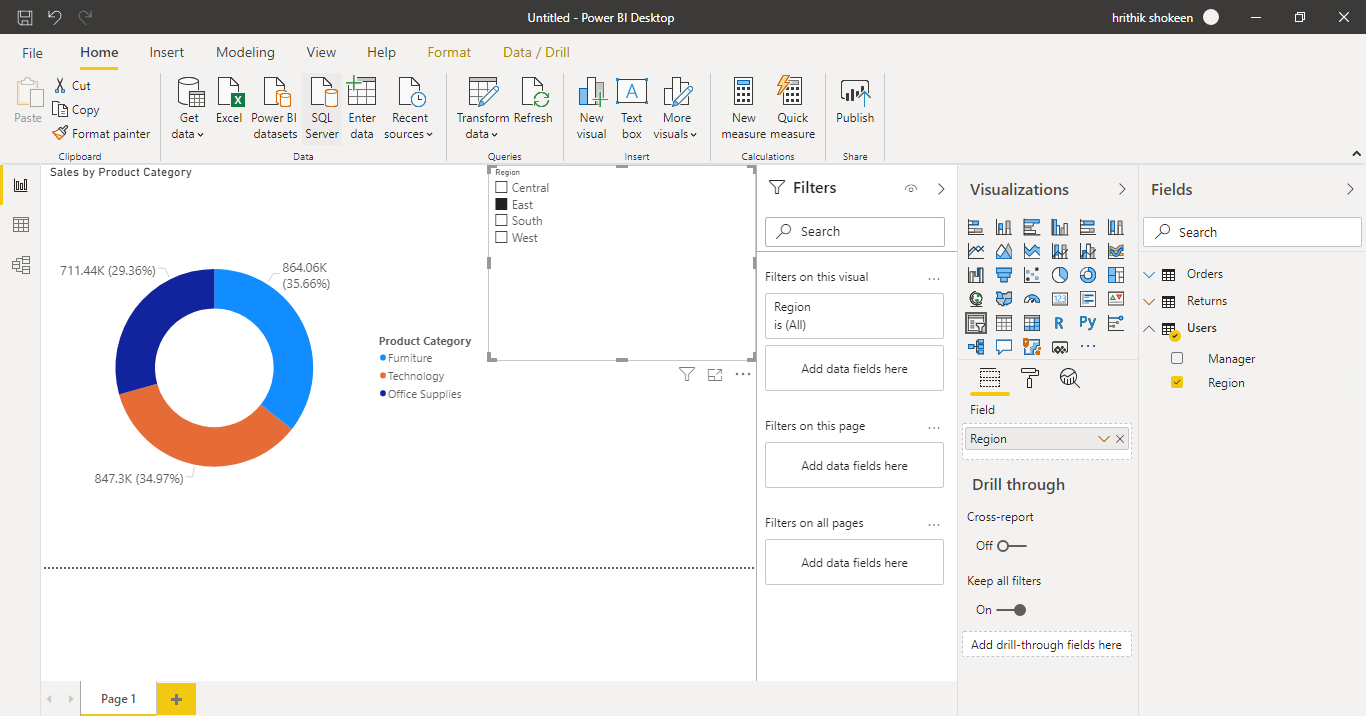 Untitled - Power BI Desktop
hrithik shokeen
File Home Insert Modeling View Help Format Data / Drill
Paste
Cut
Copy
Format painter
Clipboard
Get data
Excel
Power BI datasets
SQL Server
Enter data
Recent sources
Data
Transform data
Refresh
Queries
New visual
Text box
More visuals
Insert
New measure
Quick measure
Calculations
Publish
Share
Sales by Product Category
711.44K (29.36%)
864.06K
(35.66%)
847.3K (34.97%)
Product Category
Furniture
Technology
Office Supplies
Region
Central
East
South
West
Filters
Search
Filters on this visual
Region
is (All)
Add data fields here
Filters on this page
Add data fields here
Filters on all pages
Add data fields here
Visualizations
123
R
Py
Field
Region
Drill through
Cross-report
Off
Keep all filters
On
Add drill-through fields here
Fields
Search
Orders
Returns
Users
Manager
Region
Page 1